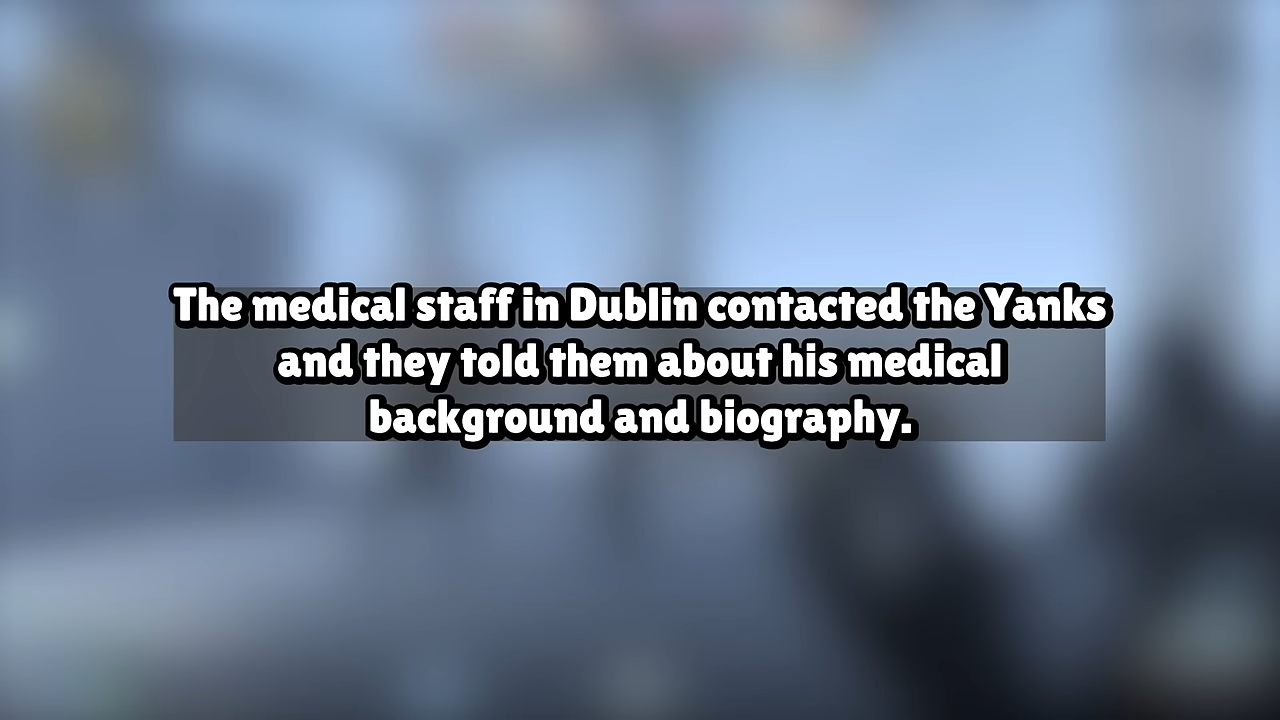 The medical staff in Dublin contacted the Yanks
and they told them about his medical
background and biography.